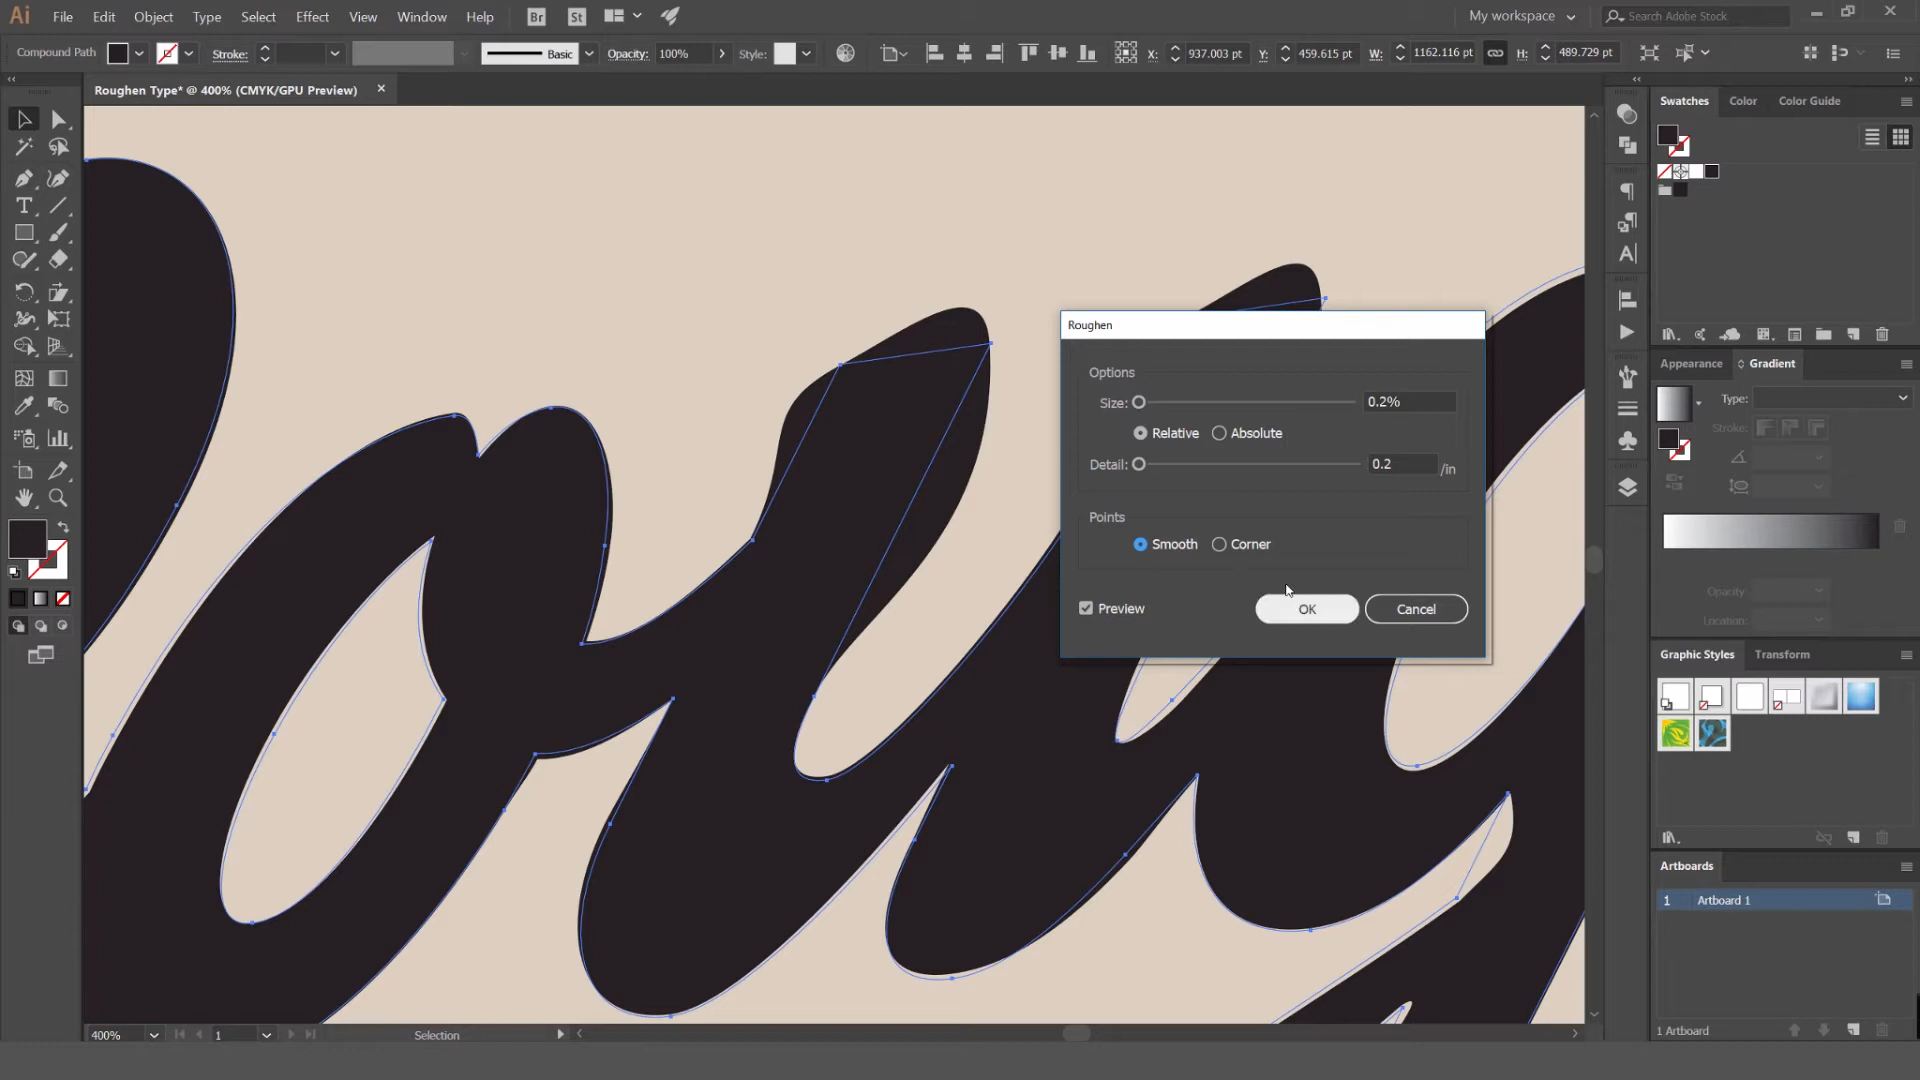 Ai File Edit Object Type Select Effect View Window Help Br St My workspace Search Adobe Stock
Compound Path Stroke: Basic Opacity: 100% Style: X: 937.003 pt Y: 459.615 pt W: 1162.116 pt H: 489.729 pt
Roughen Type* @ 400% (CMYK/GPU Preview)
Swatches Color Color Guide
Roughen
Options
Size: 0.2%
Relative Absolute
Detail: 0.2 /in
Points
Smooth Corner
Preview OK Cancel
Appearance Gradient
Type:
Stroke:
Opacity:
Location:
Graphic Styles Transform
Artboards
1 Artboard 1
1 Artboard
400% 1 Selection